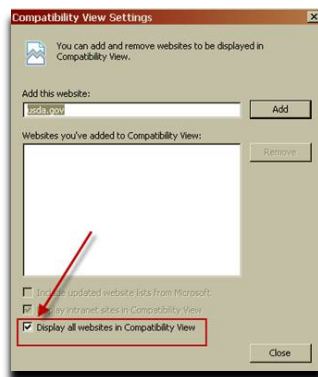 Compatibility View Settings
You can add and remove websites to be displayed in
Compatibility View.
Add this website:
usda.gov
Add
Websites you've added to Compatibility View:
Remove
Include updated website lists from Microsoft
Display intranet sites in Compatibility View
Display all websites in Compatibility View
Close